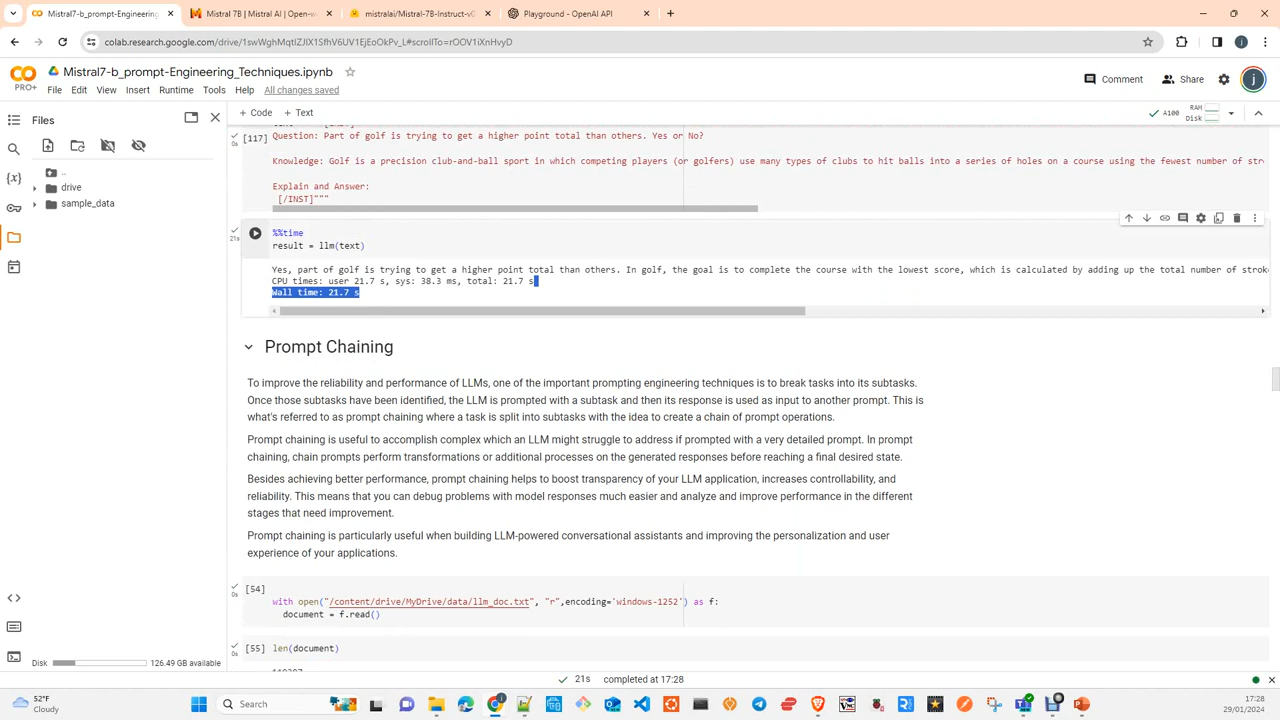 Mistral7-b_prompt-Engineering_
Mistral 7B | Mistral AI | Open-w
mistralai/Mistral-7B-Instruct-v0
Playground - OpenAI API
colab.research.google.com/drive/1swWghMqtIZJlX1SfhV6UV1EjEoOkPv_L#scrollTo=rOOV1iXnHvyD
PRO+
Mistral7-b_prompt-Engineering_Techniques.ipynb
File Edit View Insert Runtime Tools Help All changes saved
Comment Share
Files
+ Code + Text
A100
RAM
Disk
..
drive
sample_data
0s
[117]
Question: Part of golf is trying to get a higher point total than others. Yes or No?
Knowledge: Golf is a precision club-and-ball sport in which competing players (or golfers) use many types of clubs to hit balls into a series of holes on a course using the fewest number of stro
Explain and Answer:
[/INST]"""
21s
%%time
result = llm(text)
Yes, part of golf is trying to get a higher point total than others. In golf, the goal is to complete the course with the lowest score, which is calculated by adding up the total number of stroke
CPU times: user 21.7 s, sys: 38.3 ms, total: 21.7 s
Wall time: 21.7 s
Prompt Chaining
To improve the reliability and performance of LLMs, one of the important prompting engineering techniques is to break tasks into its subtasks.
Once those subtasks have been identified, the LLM is prompted with a subtask and then its response is used as input to another prompt. This is
what's referred to as prompt chaining where a task is split into subtasks with the idea to create a chain of prompt operations.
Prompt chaining is useful to accomplish complex which an LLM might struggle to address if prompted with a very detailed prompt. In prompt
chaining, chain prompts perform transformations or additional processes on the generated responses before reaching a final desired state.
Besides achieving better performance, prompt chaining helps to boost transparency of your LLM application, increases controllability, and
reliability. This means that you can debug problems with model responses much easier and analyze and improve performance in the different
stages that need improvement.
Prompt chaining is particularly useful when building LLM-powered conversational assistants and improving the personalization and user
experience of your applications.
0s
[54]
with open("/content/drive/MyDrive/data/llm_doc.txt", "r",encoding='windows-1252') as f:
document = f.read()
0s
[55] len(document)
Disk 126.49 GB available
21s completed at 17:28
52°F
Cloudy
Search
17:28
29/01/2024